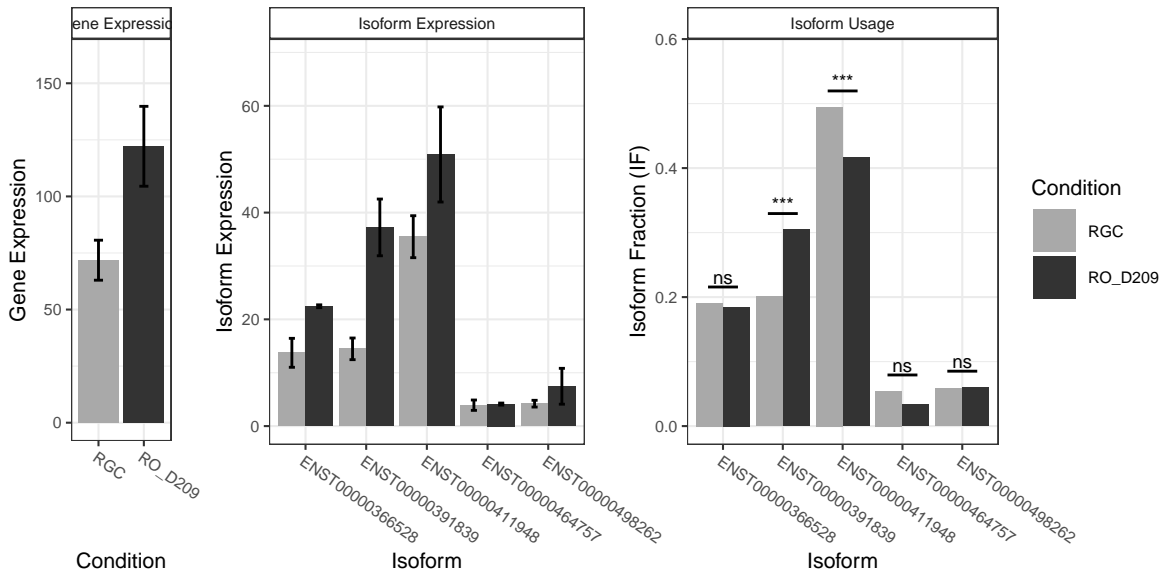 ene Expressio
Isoform Expression
Isoform Usage
Gene Expression
150
100
50
0
RGC
RO_D209
Condition
Isoform Expression
60
40
20
0
ENST00000366528
ENST00000391839
ENST00000411948
ENST00000464757
ENST00000498262
Isoform
Isoform Fraction (IF)
0.6
0.4
0.2
0.0
ns
***
***
ns
ns
ENST00000366528
ENST00000391839
ENST00000411948
ENST00000464757
ENST00000498262
Isoform
Condition
RGC
RO_D209